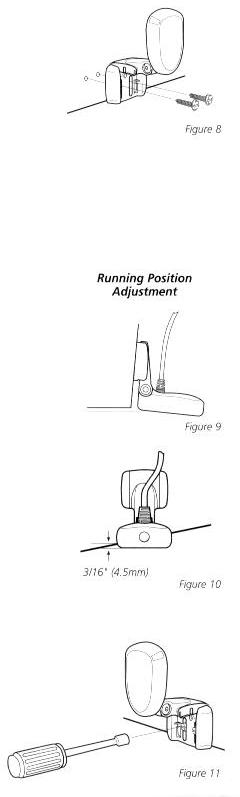 Figure 8
Running Position
Adjustment
Figure 9
3/16" (4.5mm)
Figure 10
Figure 11